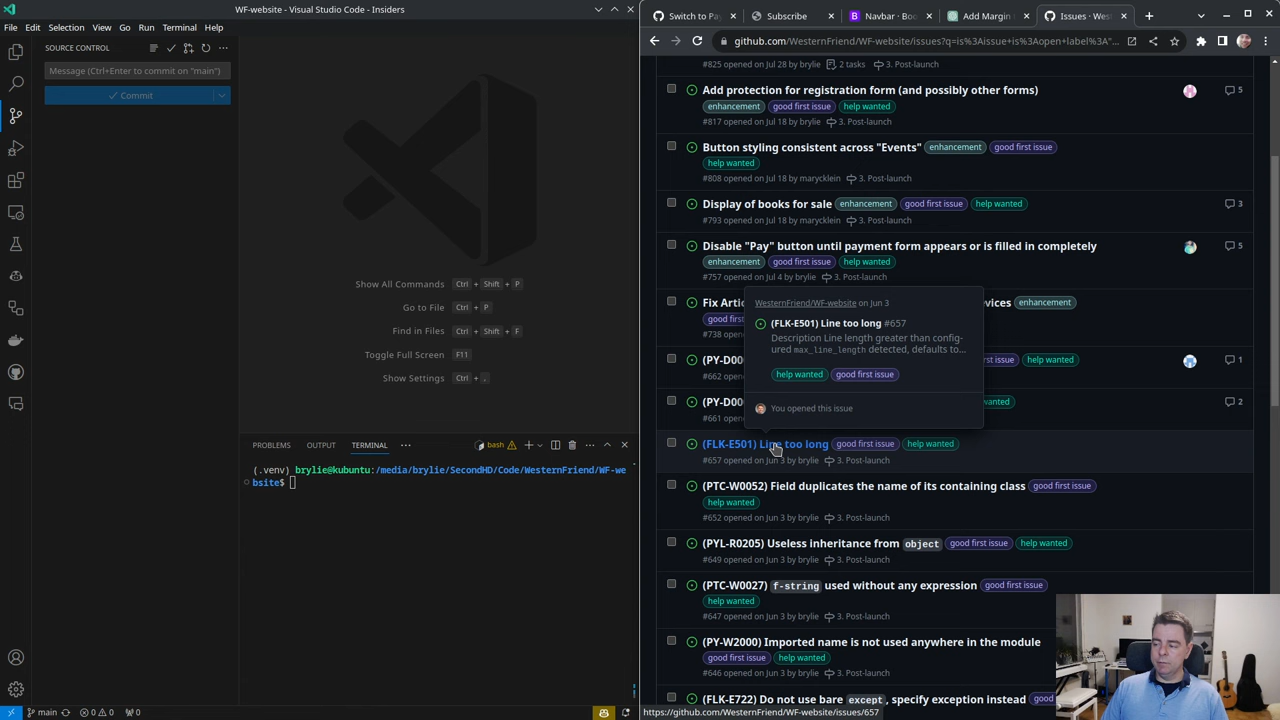 WF-website - Visual Studio Code - Insiders
File Edit Selection View Go Run Terminal Help
SOURCE CONTROL
Message (Ctrl+Enter to commit on "main")
Commit
Show All Commands Ctrl + Shift + P
Go to File Ctrl + P
Find in Files Ctrl + Shift + F
Toggle Full Screen F11
Show Settings Ctrl + ,
PROBLEMS OUTPUT TERMINAL ··· bash
(.venv) brylie@kubuntu:/media/brylie/SecondHD/Code/WesternFriend/WF-we
bsite$
main 0 0 0
Switch to Pa Subscribe Navbar · Boo Add Margin Issues · West
github.com/WesternFriend/WF-website/issues?q=is%3Aissue+is%3Aopen+label%3A"...
#825 opened on Jul 28 by brylie 2 tasks 3. Post-launch
Add protection for registration form (and possibly other forms) 5
enhancement good first issue help wanted
#817 opened on Jul 18 by brylie 3. Post-launch
Button styling consistent across "Events" enhancement good first issue
help wanted
#808 opened on Jul 18 by marycklein 3. Post-launch
Display of books for sale enhancement good first issue help wanted 3
#793 opened on Jul 18 by marycklein 3. Post-launch
Disable "Pay" button until payment form appears or is filled in completely 5
enhancement good first issue help wanted
#757 opened on Jul 4 by brylie 3. Post-launch
Fix Artic vices enhancement
good
#738
WesternFriend/WF-website on Jun 3
(FLK-E501) Line too long #657
Description Line length greater than config-
ured max_line_length detected, defaults to...
help wanted good first issue
You opened this issue
(PY-D00 ssue help wanted 1
#662
(PY-D00 wanted 2
#661
(FLK-E501) Line too long good first issue help wanted
#657 opened on Jun 3 by brylie 3. Post-launch
(PTC-W0052) Field duplicates the name of its containing class good first issue
help wanted
#652 opened on Jun 3 by brylie 3. Post-launch
(PYL-R0205) Useless inheritance from object good first issue help wanted
#649 opened on Jun 3 by brylie 3. Post-launch
(PTC-W0027) f-string used without any expression good first issue
help wanted
#647 opened on Jun 3 by brylie 3. Post-launch
(PY-W2000) Imported name is not used anywhere in the module
good first issue help wanted
#646 opened on Jun 3 by brylie 3. Post-launch
(FLK-E722) Do not use bare except, specify exception instead good
https://github.com/WesternFriend/WF-website/issues/657